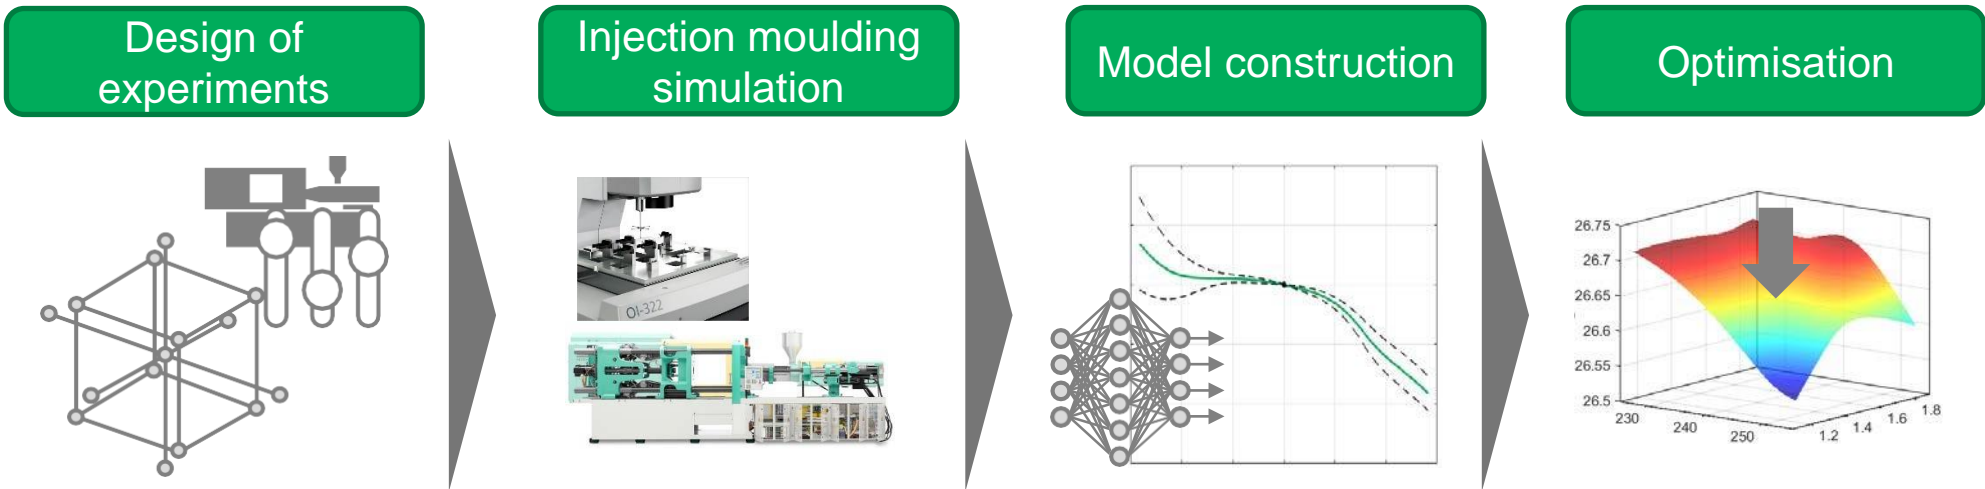 Design of
experiments
Injection moulding
simulation
Model construction
Optimisation
OI-322
26.75
26.7
26.65
26.6
26.55
26.5
230
240
250
1.2
1.4
1.6
1.8